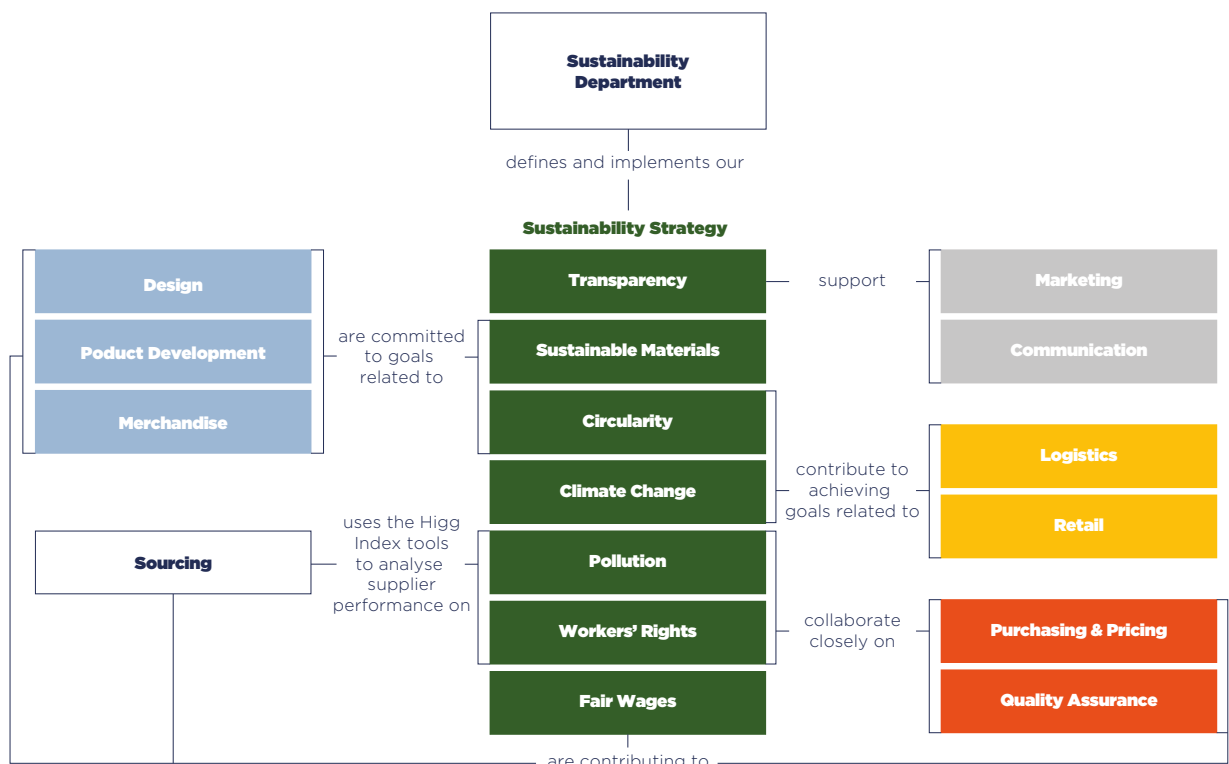 Sustainability
Department
defines and implements our
Sustainability Strategy
Design
Poduct Development
Merchandise
are committed
to goals
related to
Transparency
Sustainable Materials
Circularity
Climate Change
Pollution
Workers' Rights
Fair Wages
support
Marketing
Communication
contribute to
achieving
goals related to
Logistics
Retail
Sourcing
uses the Higg
Index tools
to analyse
supplier
performance on
collaborate
closely on
Purchasing & Pricing
Quality Assurance
are contributing to